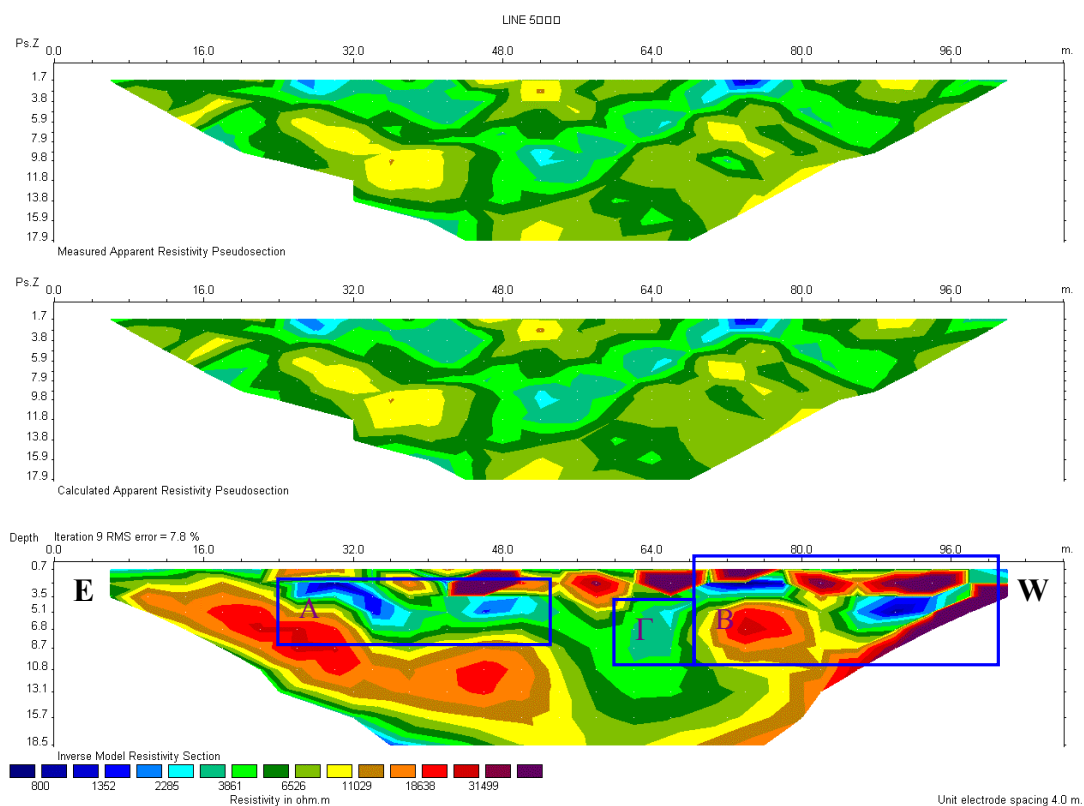 LINE 5□□□
Ps.Z 0.0 16.0 32.0 48.0 64.0 80.0 96.0 m.
1.7
3.8
5.9
7.9
9.8
11.8
13.8
15.9
17.9
Measured Apparent Resistivity Pseudosection
Ps.Z 0.0 16.0 32.0 48.0 64.0 80.0 96.0 m.
1.7
3.8
5.9
7.9
9.8
11.8
13.8
15.9
17.9
Calculated Apparent Resistivity Pseudosection
Depth Iteration 9 RMS error = 7.8 %
0.0 16.0 32.0 48.0 64.0 80.0 96.0 m.
0.7
E W
3.5
5.1
Λ Γ Β
6.8
8.7
10.8
13.1
15.7
18.5
Inverse Model Resistivity Section
800 1352 2285 3861 6526 11029 18638 31499
Resistivity in ohm.m
Unit electrode spacing 4.0 m.